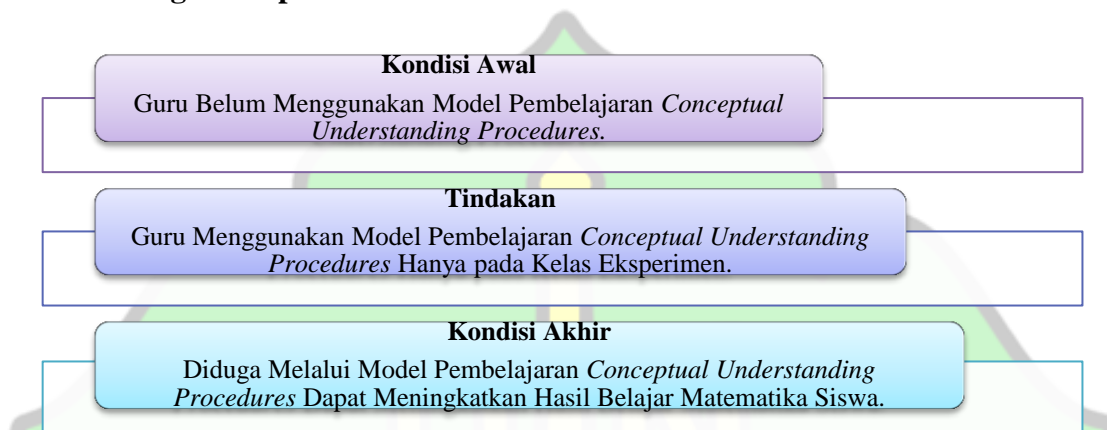 Kondisi Awal
Guru Belum Menggunakan Model Pembelajaran Conceptual
Understanding Procedures.
Tindakan
Guru Menggunakan Model Pembelajaran Conceptual Understanding
Procedures Hanya pada Kelas Eksperimen.
Kondisi Akhir
Diduga Melalui Model Pembelajaran Conceptual Understanding
Procedures Dapat Meningkatkan Hasil Belajar Matematika Siswa.